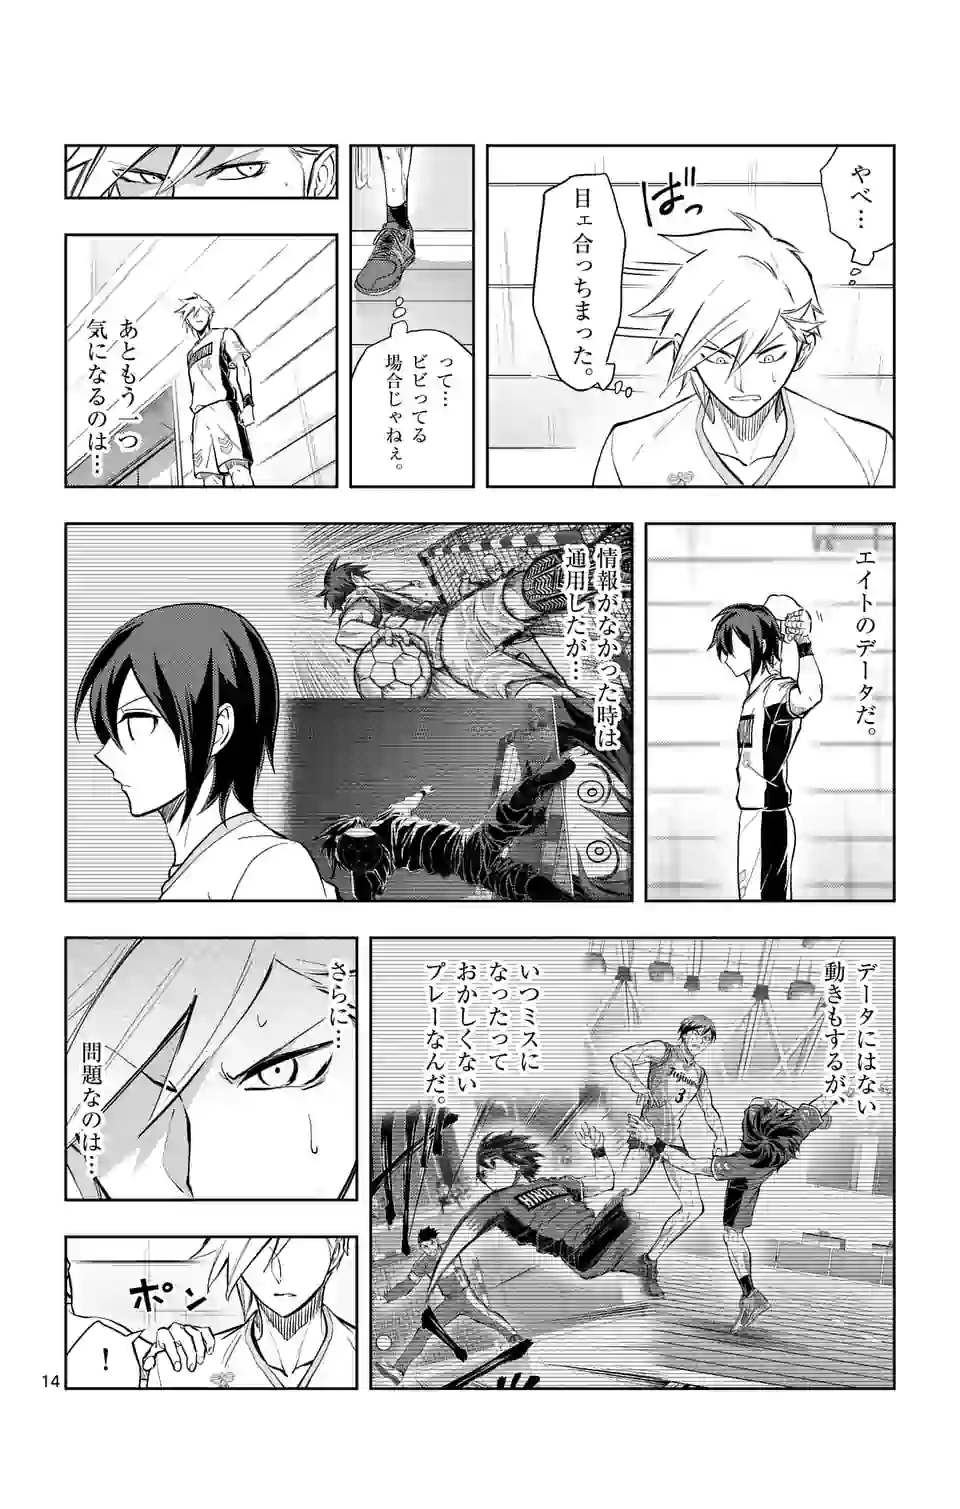 やべ…
ばっ
目ェ合っちまった。
って…
ビビってる
場合じゃねぇ。
あともう一つ
気になるのは…
エイトのデータだ。
情報がなかった時は
通用したが…
データにはない
動きもするが、
いつミスに
なったって
おかしくない
プレーなんだ。
さらに…
問題なのは…
ポン
！
14